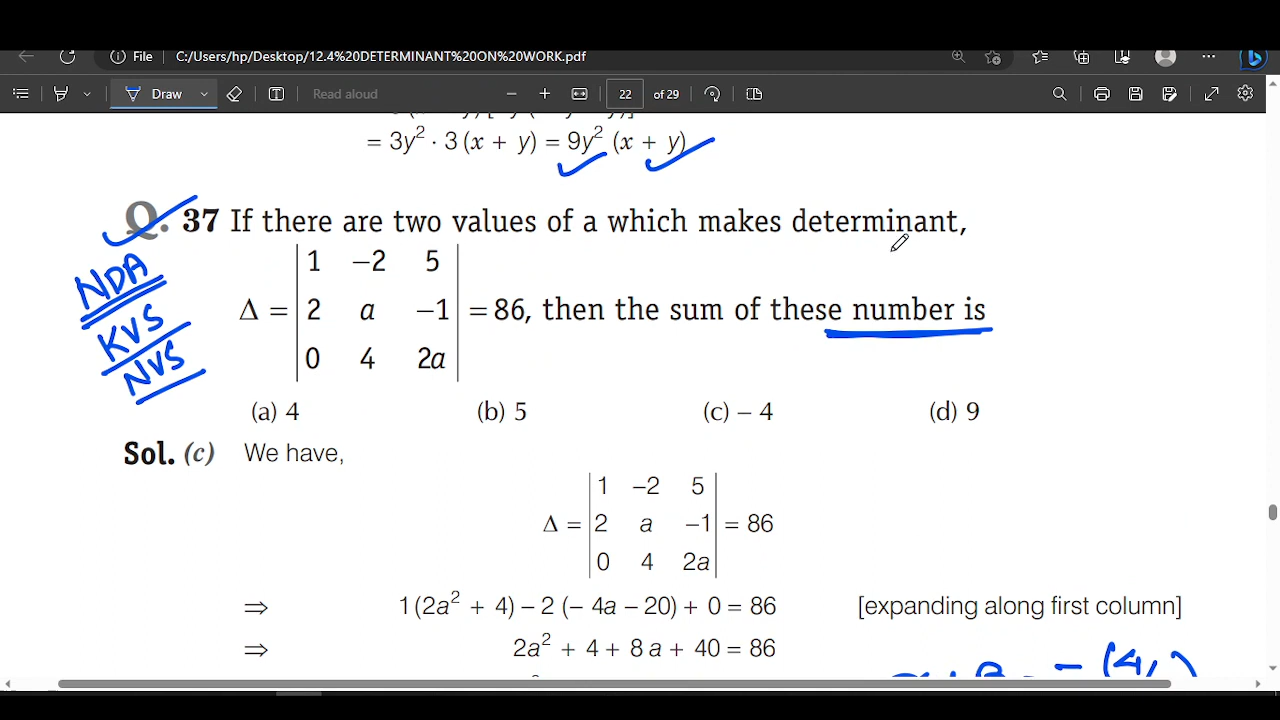 File C:/Users/hp/Desktop/12.4%20DETERMINANT%20ON%20WORK.pdf
Draw Read aloud 22 of 29
= 3y² · 3 (x + y) = 9y² (x + y)
Q. 37 If there are two values of a which makes determinant,
NDA
KVS
NVS
Δ = | 1 −2 5 |
| 2 a −1 | = 86, then the sum of these number is
| 0 4 2a |
(a) 4 (b) 5 (c) − 4 (d) 9
Sol. (c) We have,
Δ = | 1 −2 5 |
| 2 a −1 | = 86
| 0 4 2a |
⇒ 1 (2a² + 4) − 2 (− 4a − 20) + 0 = 86 [expanding along first column]
⇒ 2a² + 4 + 8a + 40 = 86